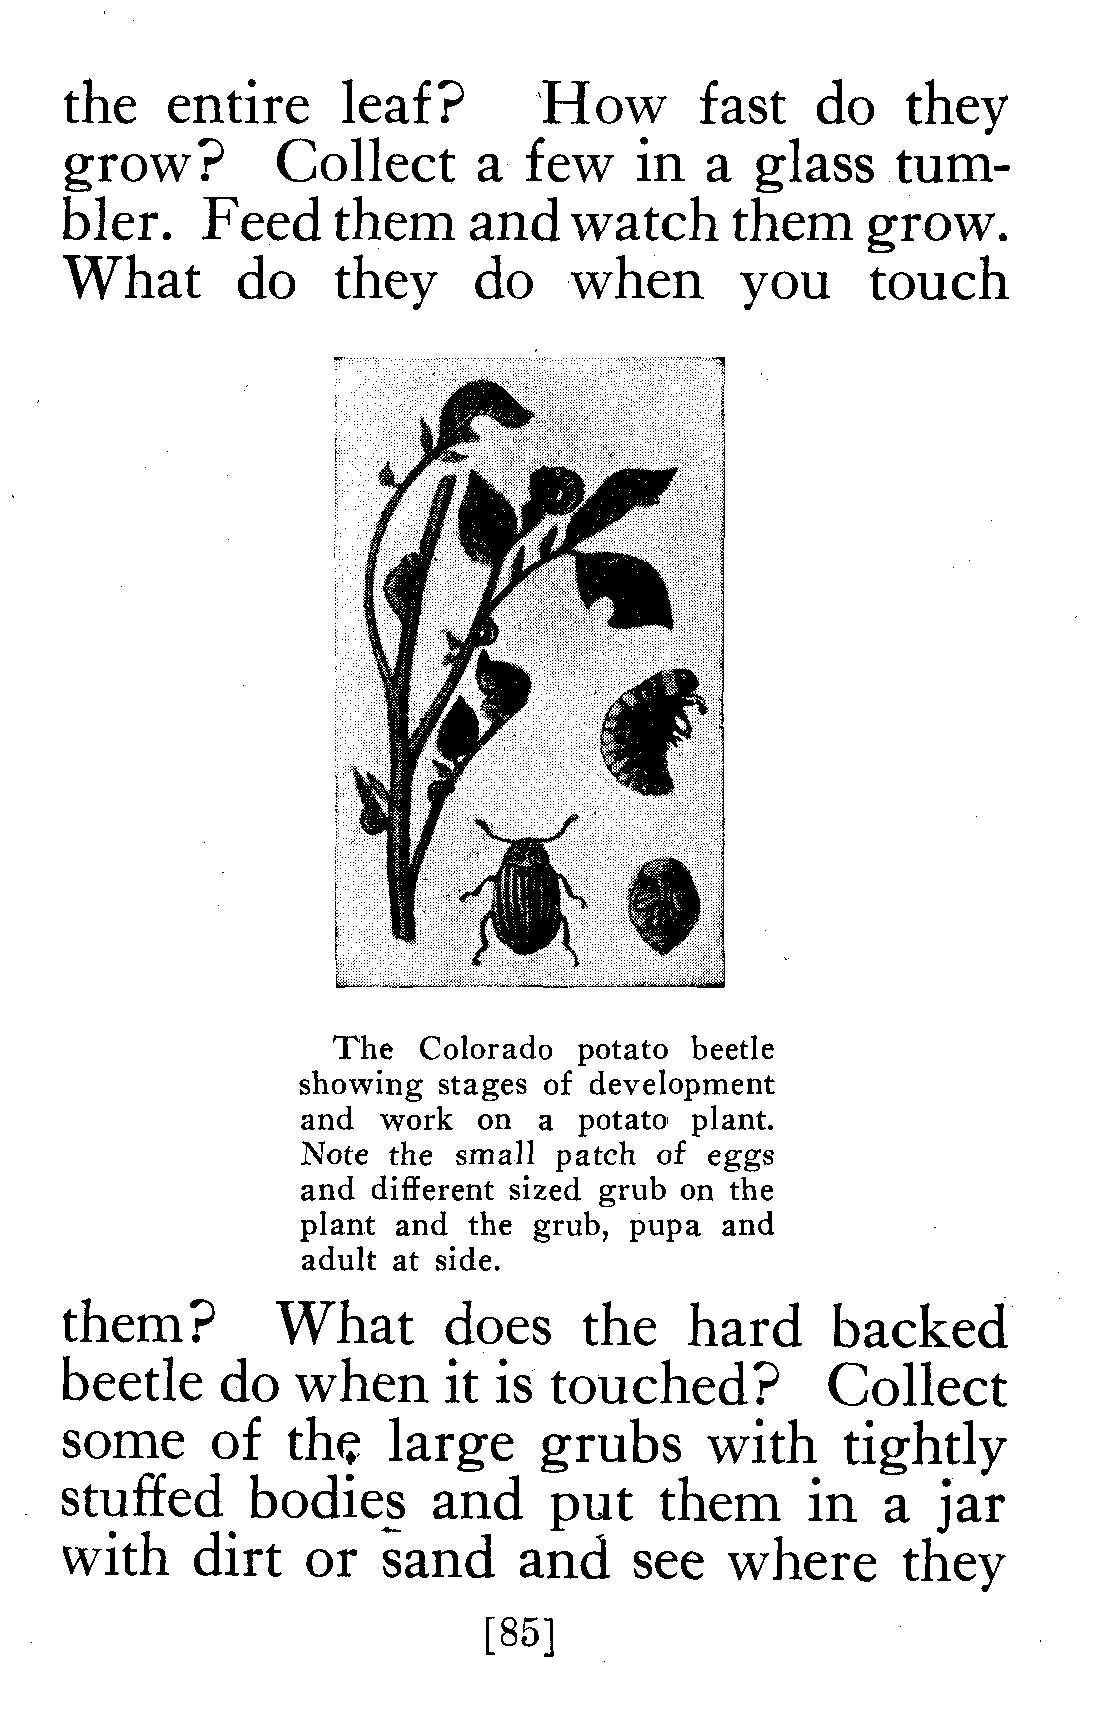 the entire leaf? How fast do they
grow? Collect a few in a glass tum-
bler. Feed them and watch them grow.
What do they do when you touch
The Colorado potato beetle
showing stages of development
and work on a potato plant.
Note the small patch of eggs
and different sized grub on the
plant and the grub, pupa and
adult at side.
them? What does the hard backed
beetle do when it is touched? Collect
some of the large grubs with tightly
stuffed bodies and put them in a jar
with dirt or sand and see where they
[85]